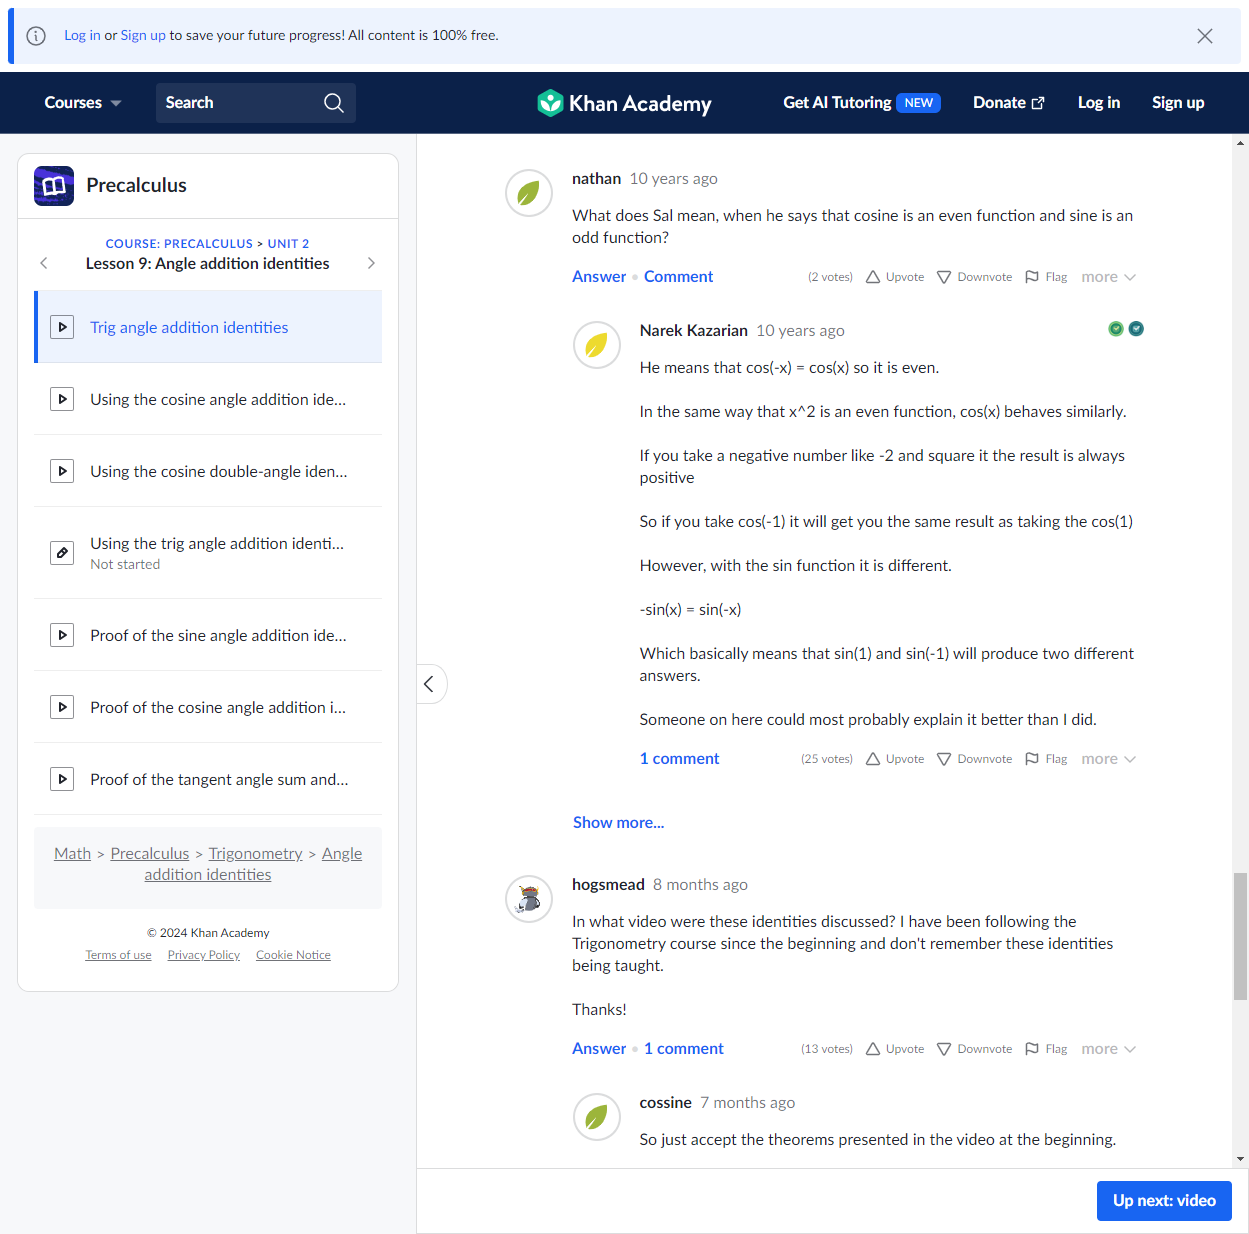 Log in or Sign up to save your future progress! All content is 100% free.
Courses
Search
Khan Academy
Get AI Tutoring NEW
Donate
Log in
Sign up
Precalculus
COURSE: PRECALCULUS > UNIT 2
Lesson 9: Angle addition identities
Trig angle addition identities
Using the cosine angle addition ide...
Using the cosine double-angle iden...
Using the trig angle addition identi...
Not started
Proof of the sine angle addition ide...
Proof of the cosine angle addition i...
Proof of the tangent angle sum and...
Math > Precalculus > Trigonometry > Angle
addition identities
© 2024 Khan Academy
Terms of use Privacy Policy Cookie Notice
nathan 10 years ago
What does Sal mean, when he says that cosine is an even function and sine is an
odd function?
Answer • Comment (2 votes) Upvote Downvote Flag more
Narek Kazarian 10 years ago
He means that cos(-x) = cos(x) so it is even.
In the same way that x^2 is an even function, cos(x) behaves similarly.
If you take a negative number like -2 and square it the result is always
positive
So if you take cos(-1) it will get you the same result as taking the cos(1)
However, with the sin function it is different.
-sin(x) = sin(-x)
Which basically means that sin(1) and sin(-1) will produce two different
answers.
Someone on here could most probably explain it better than I did.
1 comment (25 votes) Upvote Downvote Flag more
Show more...
hogsmead 8 months ago
In what video were these identities discussed? I have been following the
Trigonometry course since the beginning and don't remember these identities
being taught.
Thanks!
Answer • 1 comment (13 votes) Upvote Downvote Flag more
cossine 7 months ago
So just accept the theorems presented in the video at the beginning.
Up next: video